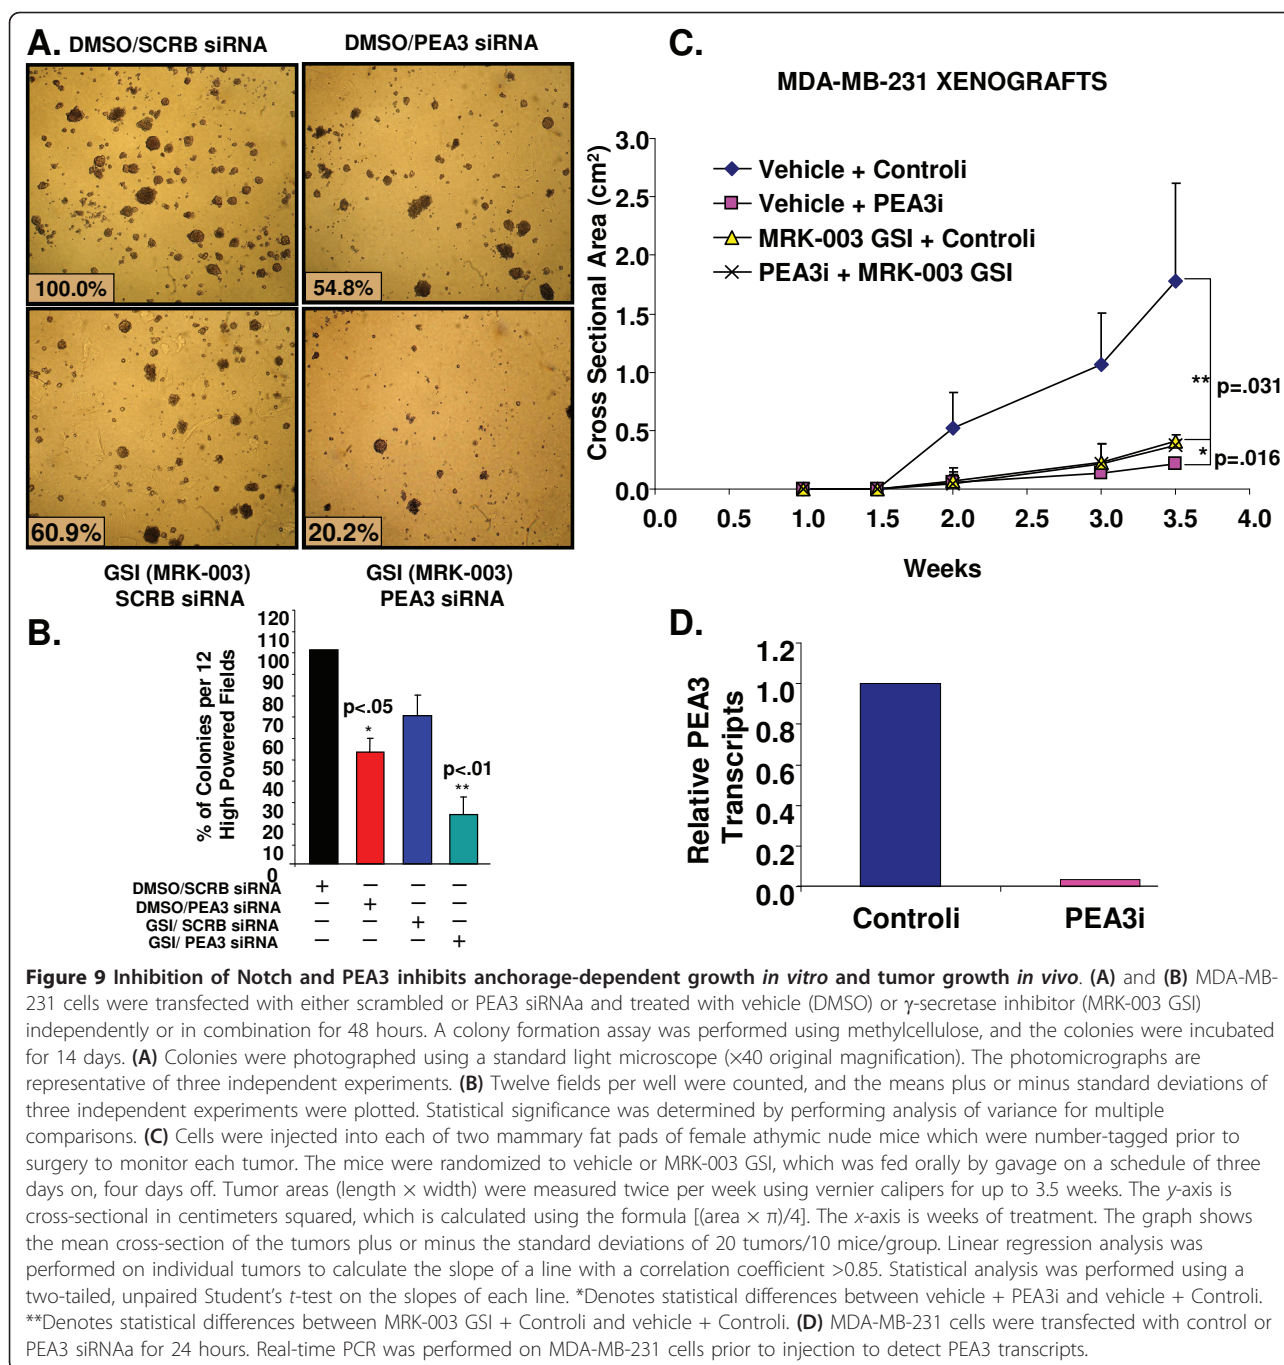 A. DMSO/SCRB siRNA
DMSO/PEA3 siRNA
100.0%
54.8%
60.9%
20.2%
GSI (MRK-003)
SCRB siRNA
GSI (MRK-003)
PEA3 siRNA
B.
% of Colonies per 12
High Powered Fields
120
110
100
90
80
70
60
50
40
30
20
10
0
p<.05
*
p<.01
**
DMSO/SCRB siRNA + – – –
DMSO/PEA3 siRNA – + – –
GSI/ SCRB siRNA – – + –
GSI/ PEA3 siRNA – – – +
C.
MDA-MB-231 XENOGRAFTS
Cross Sectional Area (cm²)
3.0
2.5
2.0
1.5
1.0
0.5
0.0
Vehicle + Controli
Vehicle + PEA3i
MRK-003 GSI + Controli
PEA3i + MRK-003 GSI
** p=.031
* p=.016
0.0 0.5 1.0 1.5 2.0 2.5 3.0 3.5 4.0
Weeks
D.
Relative PEA3
Transcripts
1.2
1.0
0.8
0.6
0.4
0.2
0.0
Controli PEA3i
Figure 9 Inhibition of Notch and PEA3 inhibits anchorage-dependent growth in vitro and tumor growth in vivo. (A) and (B) MDA-MB-
231 cells were transfected with either scrambled or PEA3 siRNAa and treated with vehicle (DMSO) or γ-secretase inhibitor (MRK-003 GSI)
independently or in combination for 48 hours. A colony formation assay was performed using methylcellulose, and the colonies were incubated
for 14 days. (A) Colonies were photographed using a standard light microscope (×40 original magnification). The photomicrographs are
representative of three independent experiments. (B) Twelve fields per well were counted, and the means plus or minus standard deviations of
three independent experiments were plotted. Statistical significance was determined by performing analysis of variance for multiple
comparisons. (C) Cells were injected into each of two mammary fat pads of female athymic nude mice which were number-tagged prior to
surgery to monitor each tumor. The mice were randomized to vehicle or MRK-003 GSI, which was fed orally by gavage on a schedule of three
days on, four days off. Tumor areas (length × width) were measured twice per week using vernier calipers for up to 3.5 weeks. The y-axis is
cross-sectional in centimeters squared, which is calculated using the formula [(area × π)/4]. The x-axis is weeks of treatment. The graph shows
the mean cross-section of the tumors plus or minus the standard deviations of 20 tumors/10 mice/group. Linear regression analysis was
performed on individual tumors to calculate the slope of a line with a correlation coefficient >0.85. Statistical analysis was performed using a
two-tailed, unpaired Student's t-test on the slopes of each line. *Denotes statistical differences between vehicle + PEA3i and vehicle + Controli.
**Denotes statistical differences between MRK-003 GSI + Controli and vehicle + Controli. (D) MDA-MB-231 cells were transfected with control or
PEA3 siRNAa for 24 hours. Real-time PCR was performed on MDA-MB-231 cells prior to injection to detect PEA3 transcripts.